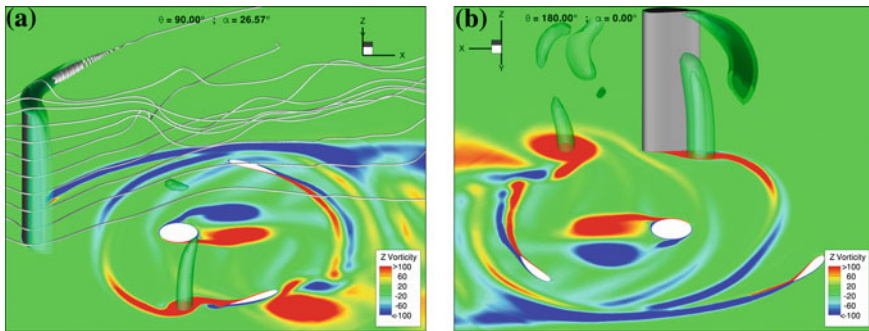 (a)
θ = 90.00° ; α = 26.57°
Z
X
Z Vorticity
>100
60
20
-20
-60
<-100
(b)
θ = 180.00° ; α = 0.00°
Z
X
Y
Z Vorticity
>100
60
20
-20
-60
<-100